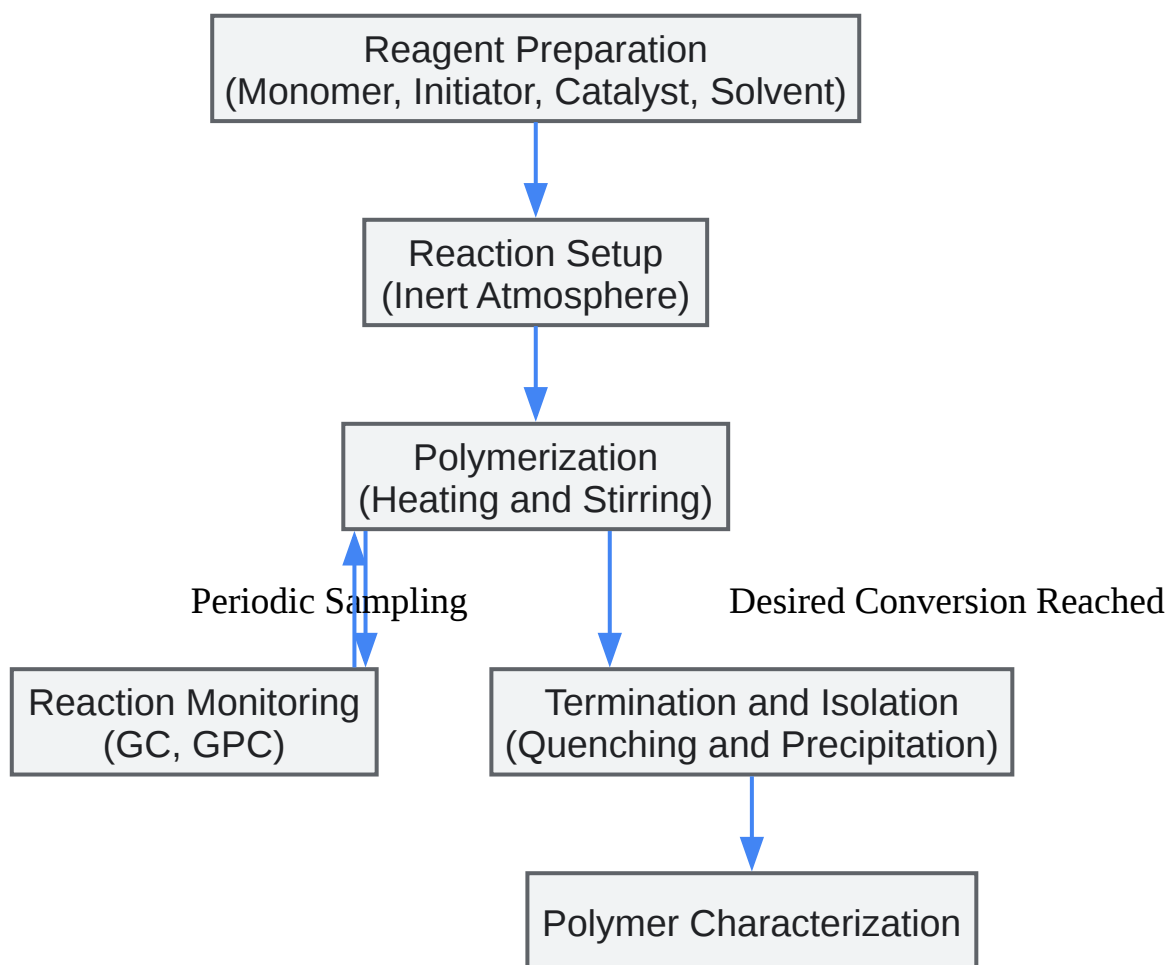 Reagent Preparation
(Monomer, Initiator, Catalyst, Solvent)
Reaction Setup
(Inert Atmosphere)
Polymerization
(Heating and Stirring)
Periodic Sampling
Desired Conversion Reached
Reaction Monitoring
(GC, GPC)
Termination and Isolation
(Quenching and Precipitation)
Polymer Characterization